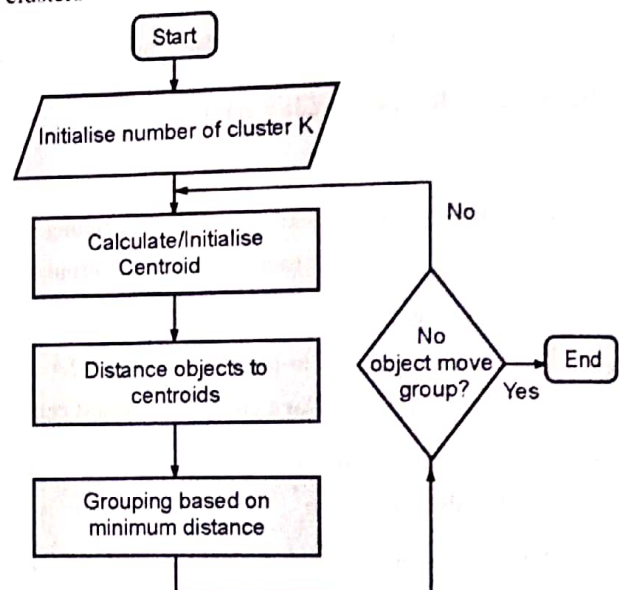 Start
Initialise number of cluster K
Calculate/Initialise
Centroid
Distance objects to
centroids
Grouping based on
minimum distance
No
No
object move
group?
Yes
End